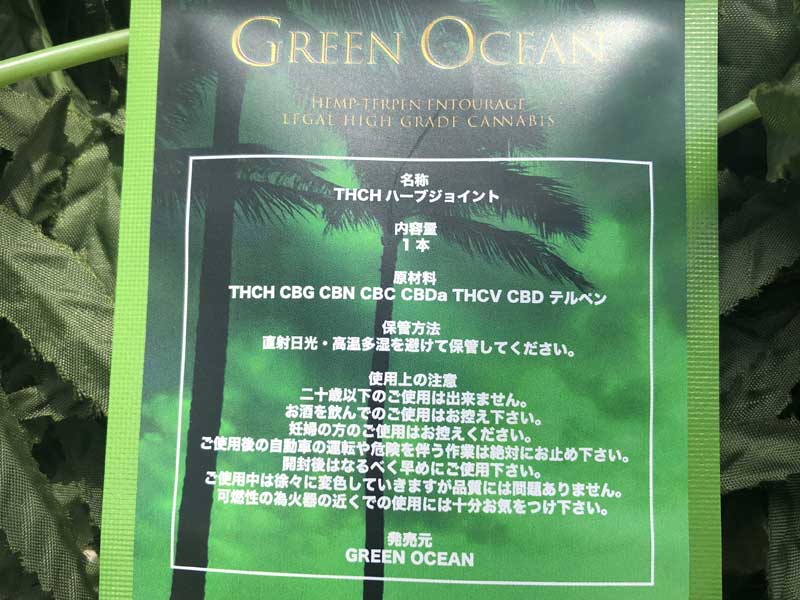 GREEN OCEAN
HEMP-TERPEN ENTOURAGE
LEGAL HIGH GRADE CANNABIS
名称
THCH ハーブジョイント
内容量
1 本
原材料
THCH CBG CBN CBC CBDa THCV CBD テルペン
保管方法
直射日光・高温多湿を避けて保管してください。
使用上の注意
二十歳以下のご使用は出来ません。
お酒を飲んでのご使用はお控え下さい。
妊婦の方のご使用はお控えください。
ご使用後の自動車の運転や危険を伴う作業は絶対にお止め下さい。
開封後はなるべく早めにご使用下さい。
ご使用中は徐々に変色していきますが品質には問題ありません。
可燃性の為火器の近くでの使用には十分お気をつけ下さい。
発売元
GREEN OCEAN